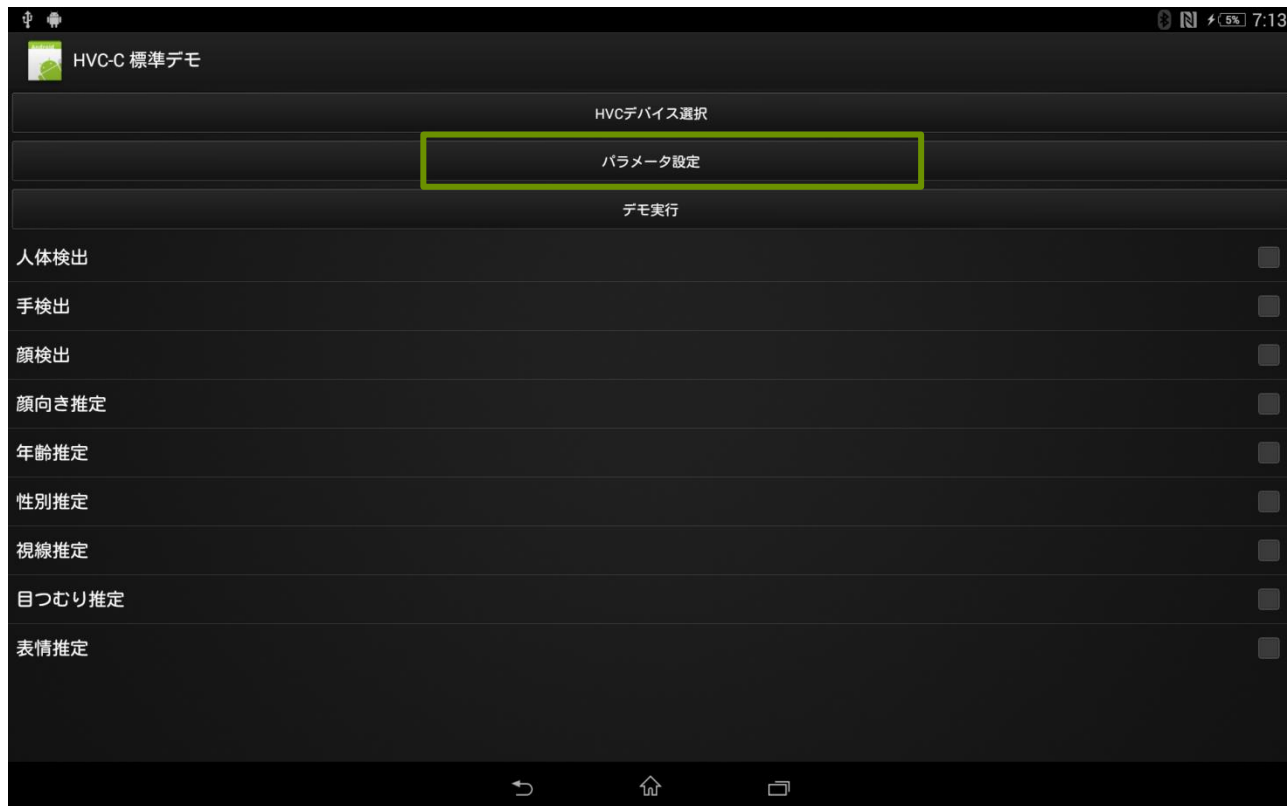 5% 7:13
HVC-C 標準デモ
HVCデバイス選択
パラメータ設定
デモ実行
人体検出
手検出
顔検出
顔向き推定
年齢推定
性別推定
視線推定
目つむり推定
表情推定